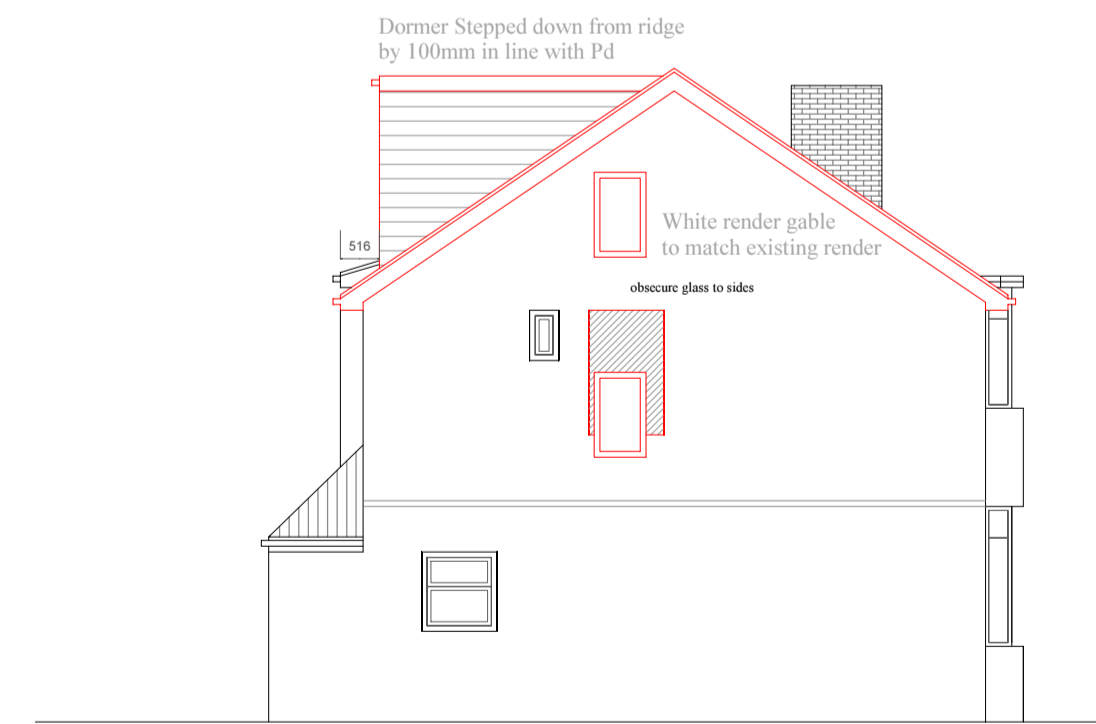 Dormer Stepped down from ridge
by 100mm in line with Pd
516
White render gable
to match existing render
obsecure glass to sides